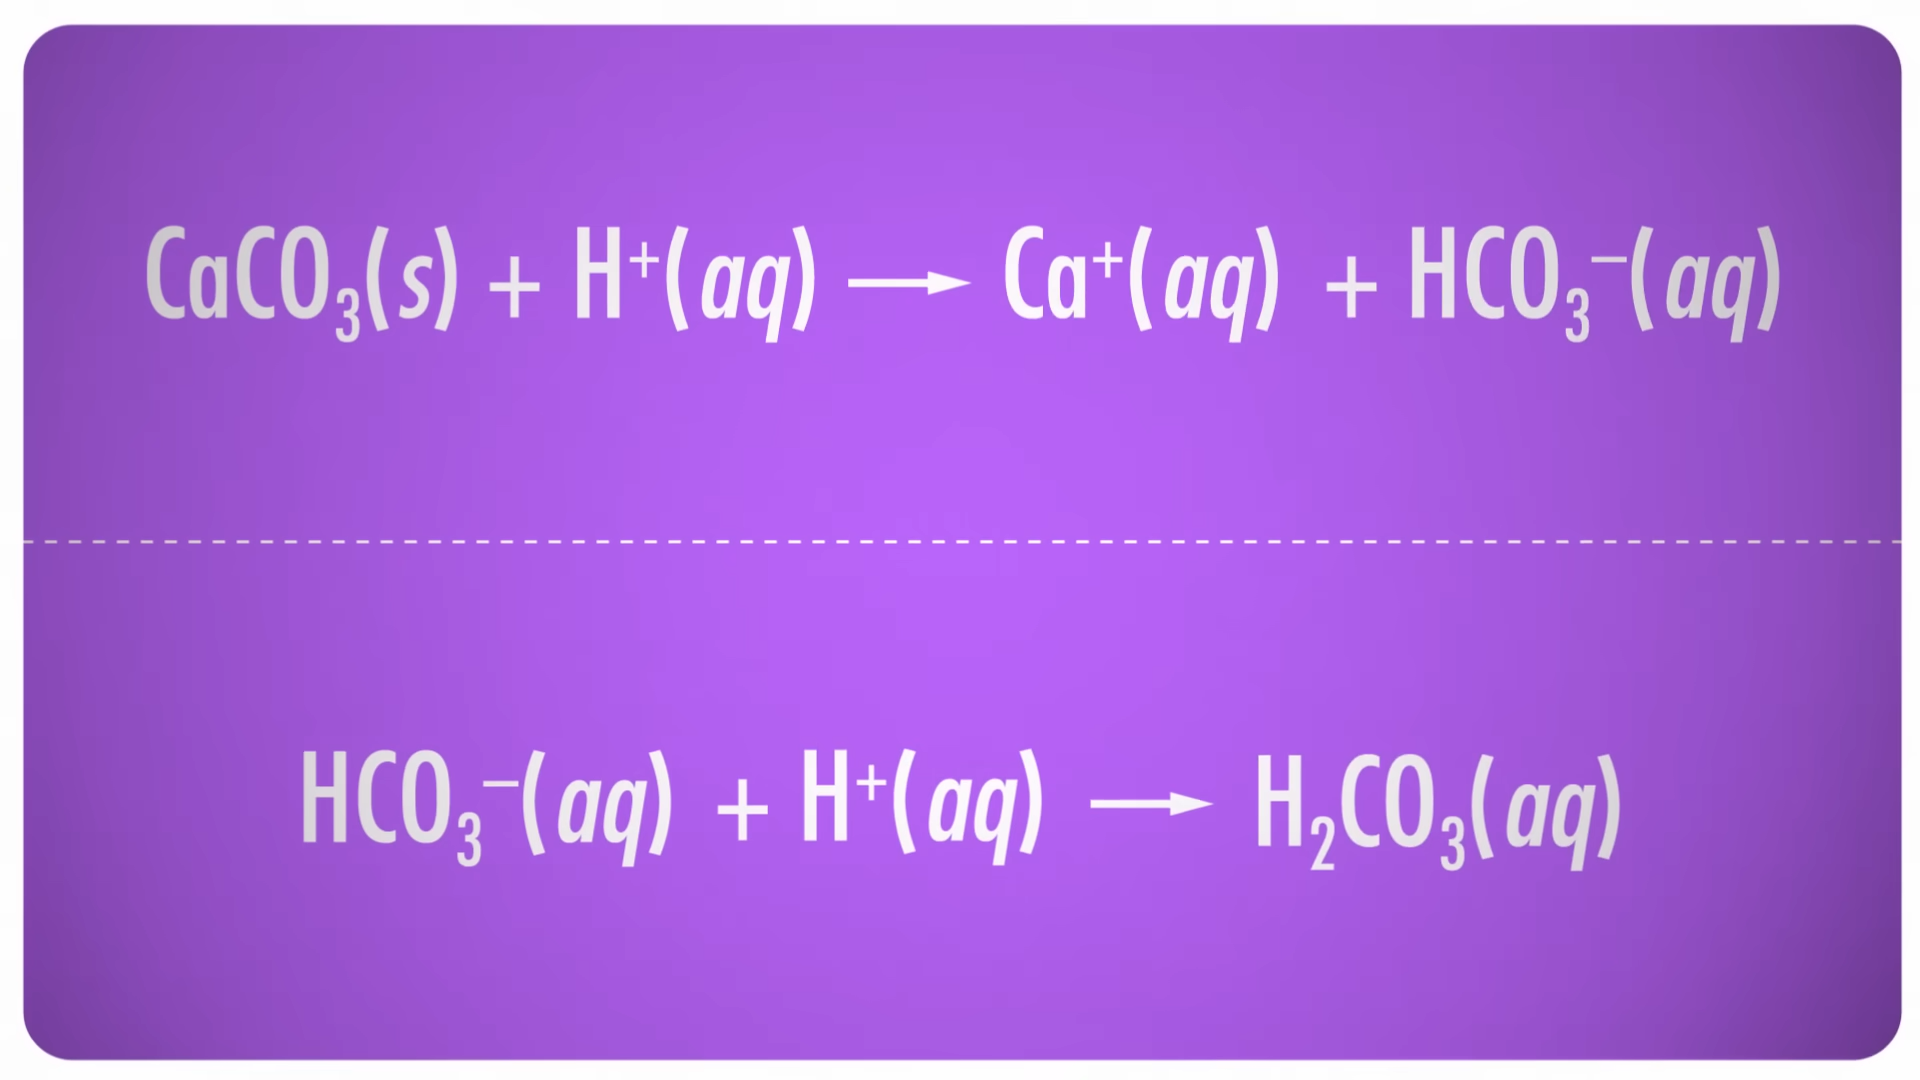 CaCO₃(s) + H⁺(aq) ⟶ Ca⁺(aq) + HCO₃⁻(aq)
HCO₃⁻(aq) + H⁺(aq) ⟶ H₂CO₃(aq)